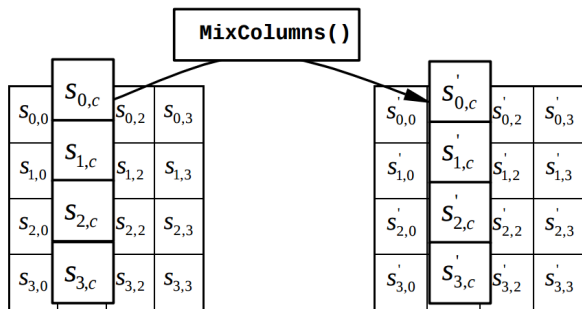 MixColumns()
s0,0 s0,c s0,2 s0,3 s'0,0 s'0,c s'0,2 s'0,3
s1,0 s1,c s1,2 s1,3 s'1,0 s'1,c s'1,2 s'1,3
s2,0 s2,c s2,2 s2,3 s'2,0 s'2,c s'2,2 s'2,3
s3,0 s3,c s3,2 s3,3 s'3,0 s'3,c s'3,2 s'3,3